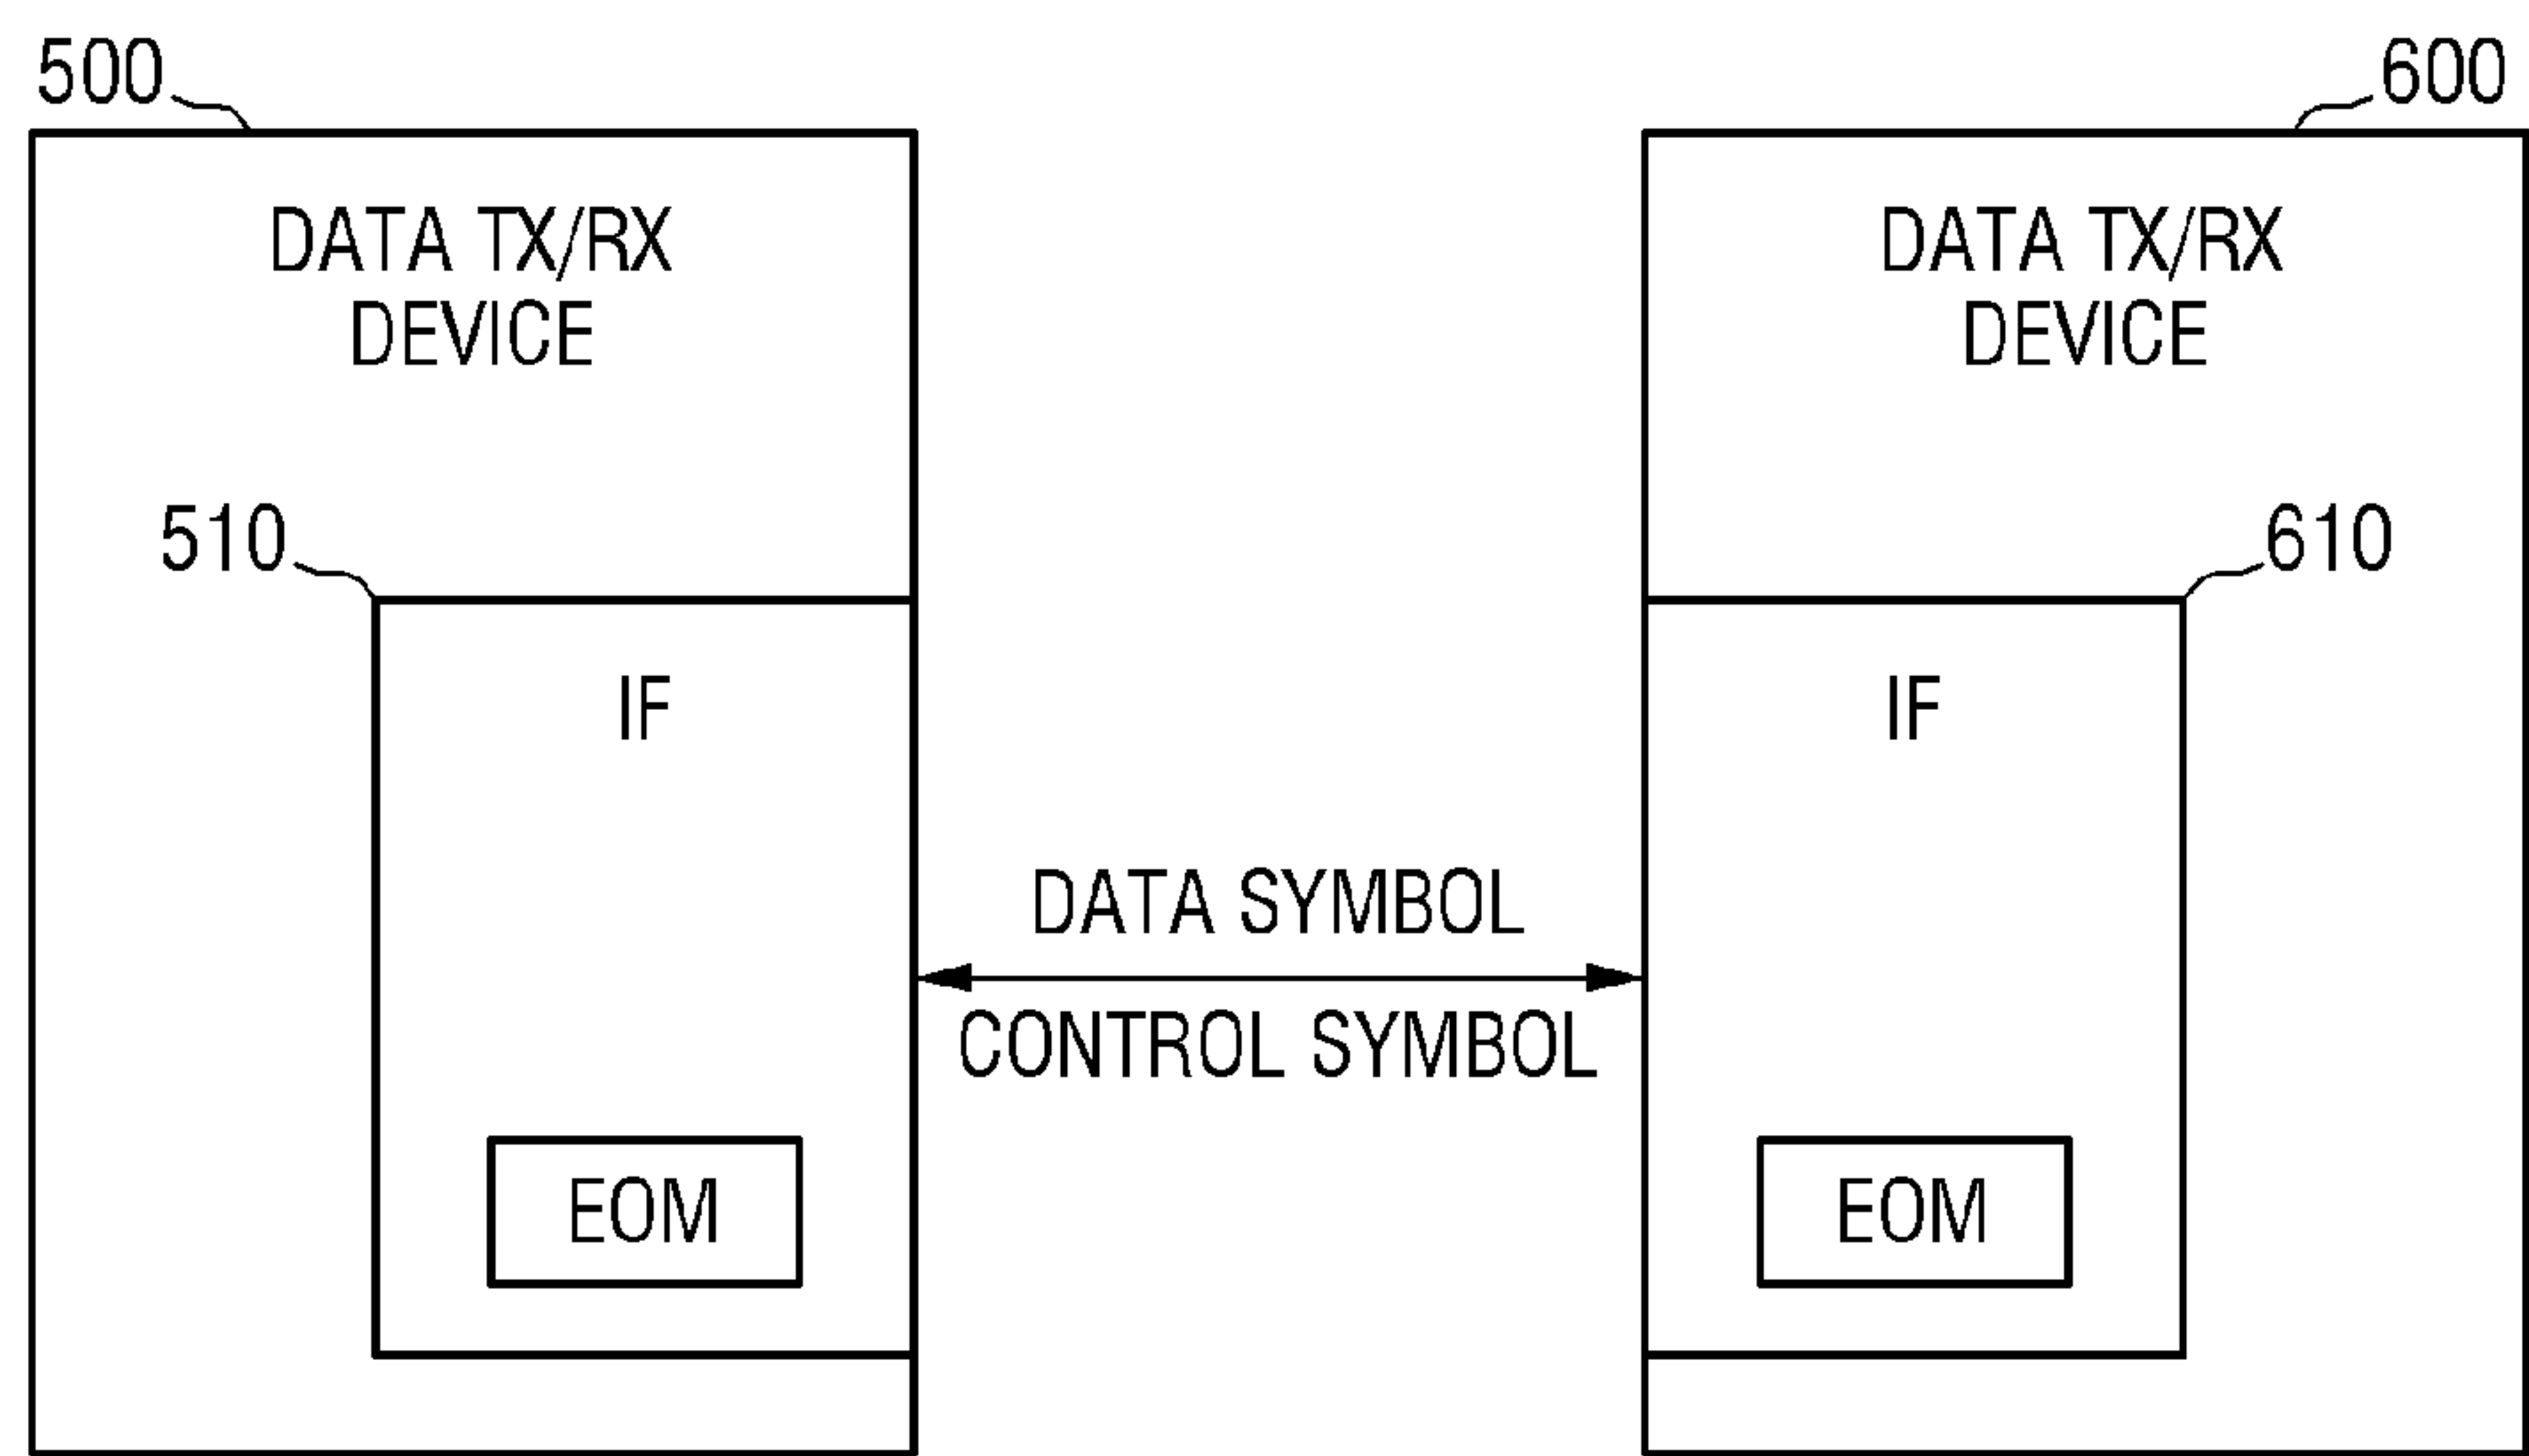 500
600
DATA TX/RX
DEVICE
DATA TX/RX
DEVICE
510
610
IF
IF
DATA SYMBOL
CONTROL SYMBOL
EOM
EOM